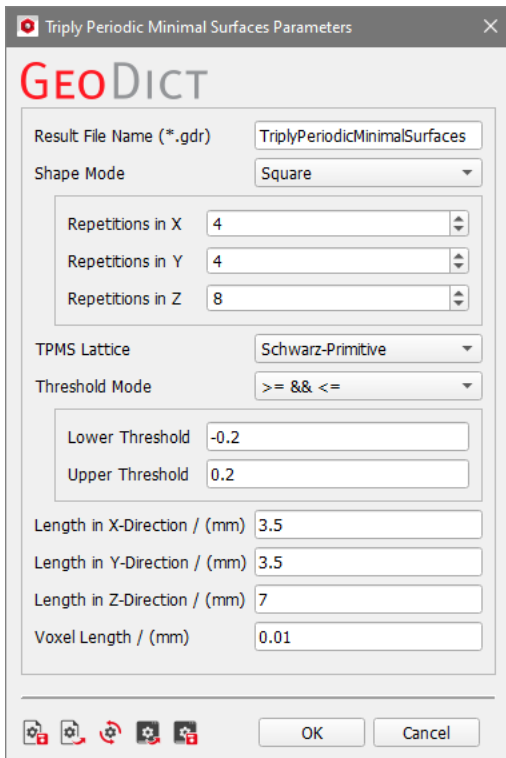 Triply Periodic Minimal Surfaces Parameters
GEODICT
Result File Name (*.gdr) TriplyPeriodicMinimalSurfaces
Shape Mode Square
Repetitions in X 4
Repetitions in Y 4
Repetitions in Z 8
TPMS Lattice Schwarz-Primitive
Threshold Mode >= && <=
Lower Threshold -0.2
Upper Threshold 0.2
Length in X-Direction / (mm) 3.5
Length in Y-Direction / (mm) 3.5
Length in Z-Direction / (mm) 7
Voxel Length / (mm) 0.01
OK Cancel